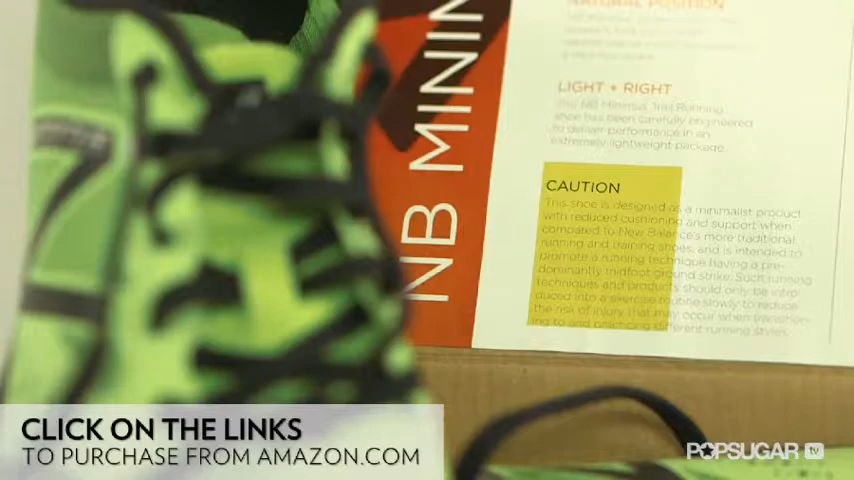 NATURAL POSITION
NB MINIM
LIGHT + RIGHT
The NB Minimus Trail Running
shoe has been carefully engineered
to deliver performance in an
extremely lightweight package.
CAUTION
This shoe is designed as a minimalist product
with reduced cushioning and support when
compared to New Balance's more traditional
running and training shoes, and is intended to
promote a running technique having a pre-
dominantly midfoot ground strike. Such running
techniques and products should only be intro
duced into a exercise routine slowly to reduce
the risk of injury that may occur when transition-
ing to and practicing different running styles.
CLICK ON THE LINKS
TO PURCHASE FROM AMAZON.COM
POPSUGAR TV